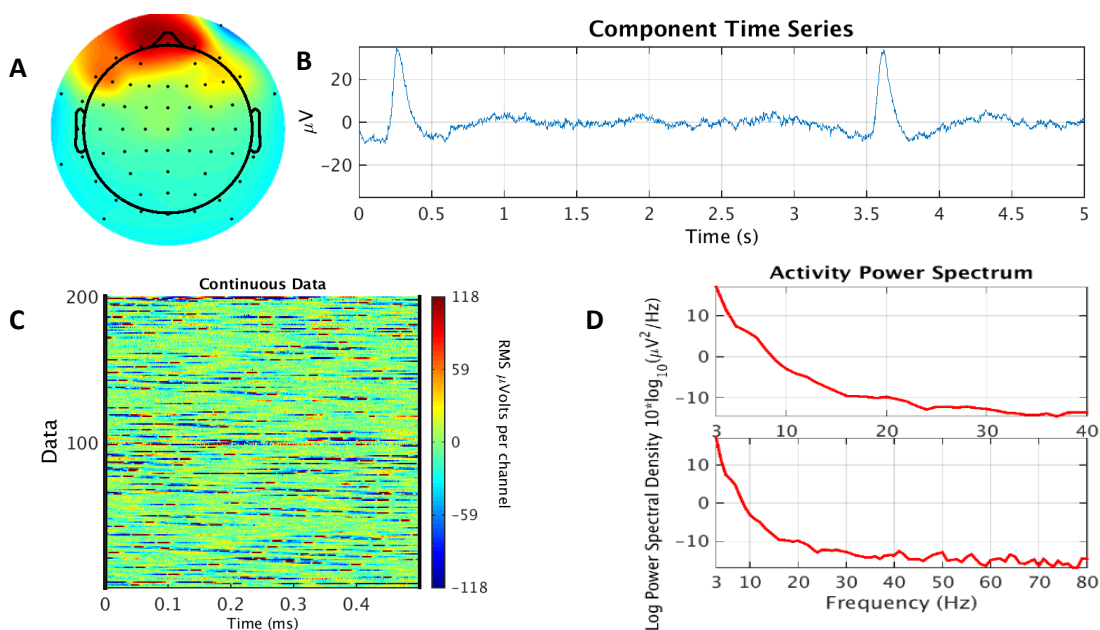 A
B
Component Time Series
μV
20
0
-20
0 0.5 1 1.5 2 2.5 3 3.5 4 4.5 5
Time (s)
C
Continuous Data
Data
200
100
0 0.1 0.2 0.3 0.4
Time (ms)
118
59
0
-59
-118
RMS μVolts per channel
D
Activity Power Spectrum
Log Power Spectral Density 10*log10(μV2/Hz)
10
0
-10
3 10 20 30 40
10
0
-10
3 10 20 30 40 50 60 70 80
Frequency (Hz)